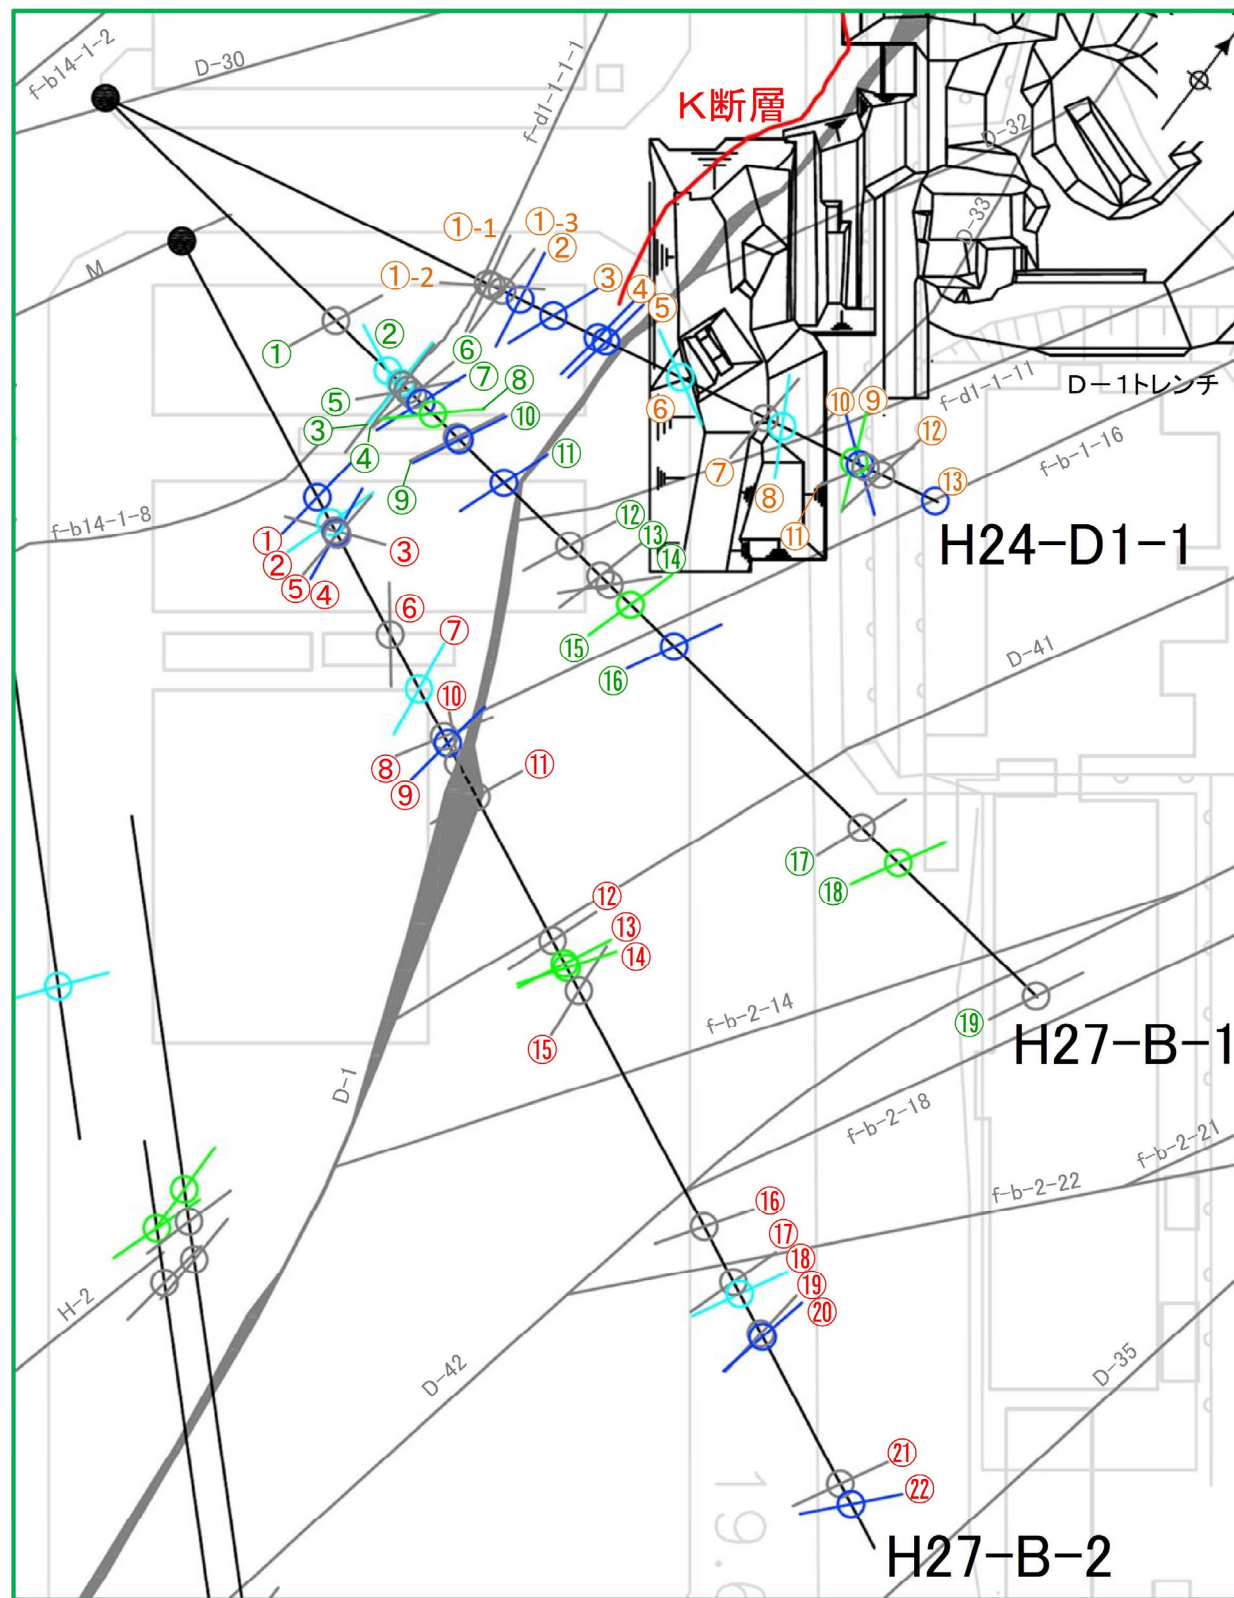 f-b14-1-2
D-30
f-d1-1-1-1
K断層
D-32
D-33
①-1
①-3
②
①-2
③
④
⑤
M
①
②
⑥
⑦
⑧
⑤
③
④
⑩
⑨
⑪
⑥
⑦
⑧
⑩
⑨
⑫
⑪
⑬
D-1トレンチ
f-d1-1-11
f-b-1-16
H24-D1-1
f-b14-1-8
①
②
③
⑤
④
⑫
⑬
⑭
⑮
⑯
⑥
⑦
D-41
⑩
⑧
⑨
⑪
⑰
⑱
⑫
⑬
⑭
⑮
f-b-2-14
⑲
H27-B-1
D-1
f-b-2-18
f-b-2-21
f-b-2-22
⑯
⑰
⑱
⑲
⑳
H-2
D-42
D-35
㉑
㉒
19.6
H27-B-2